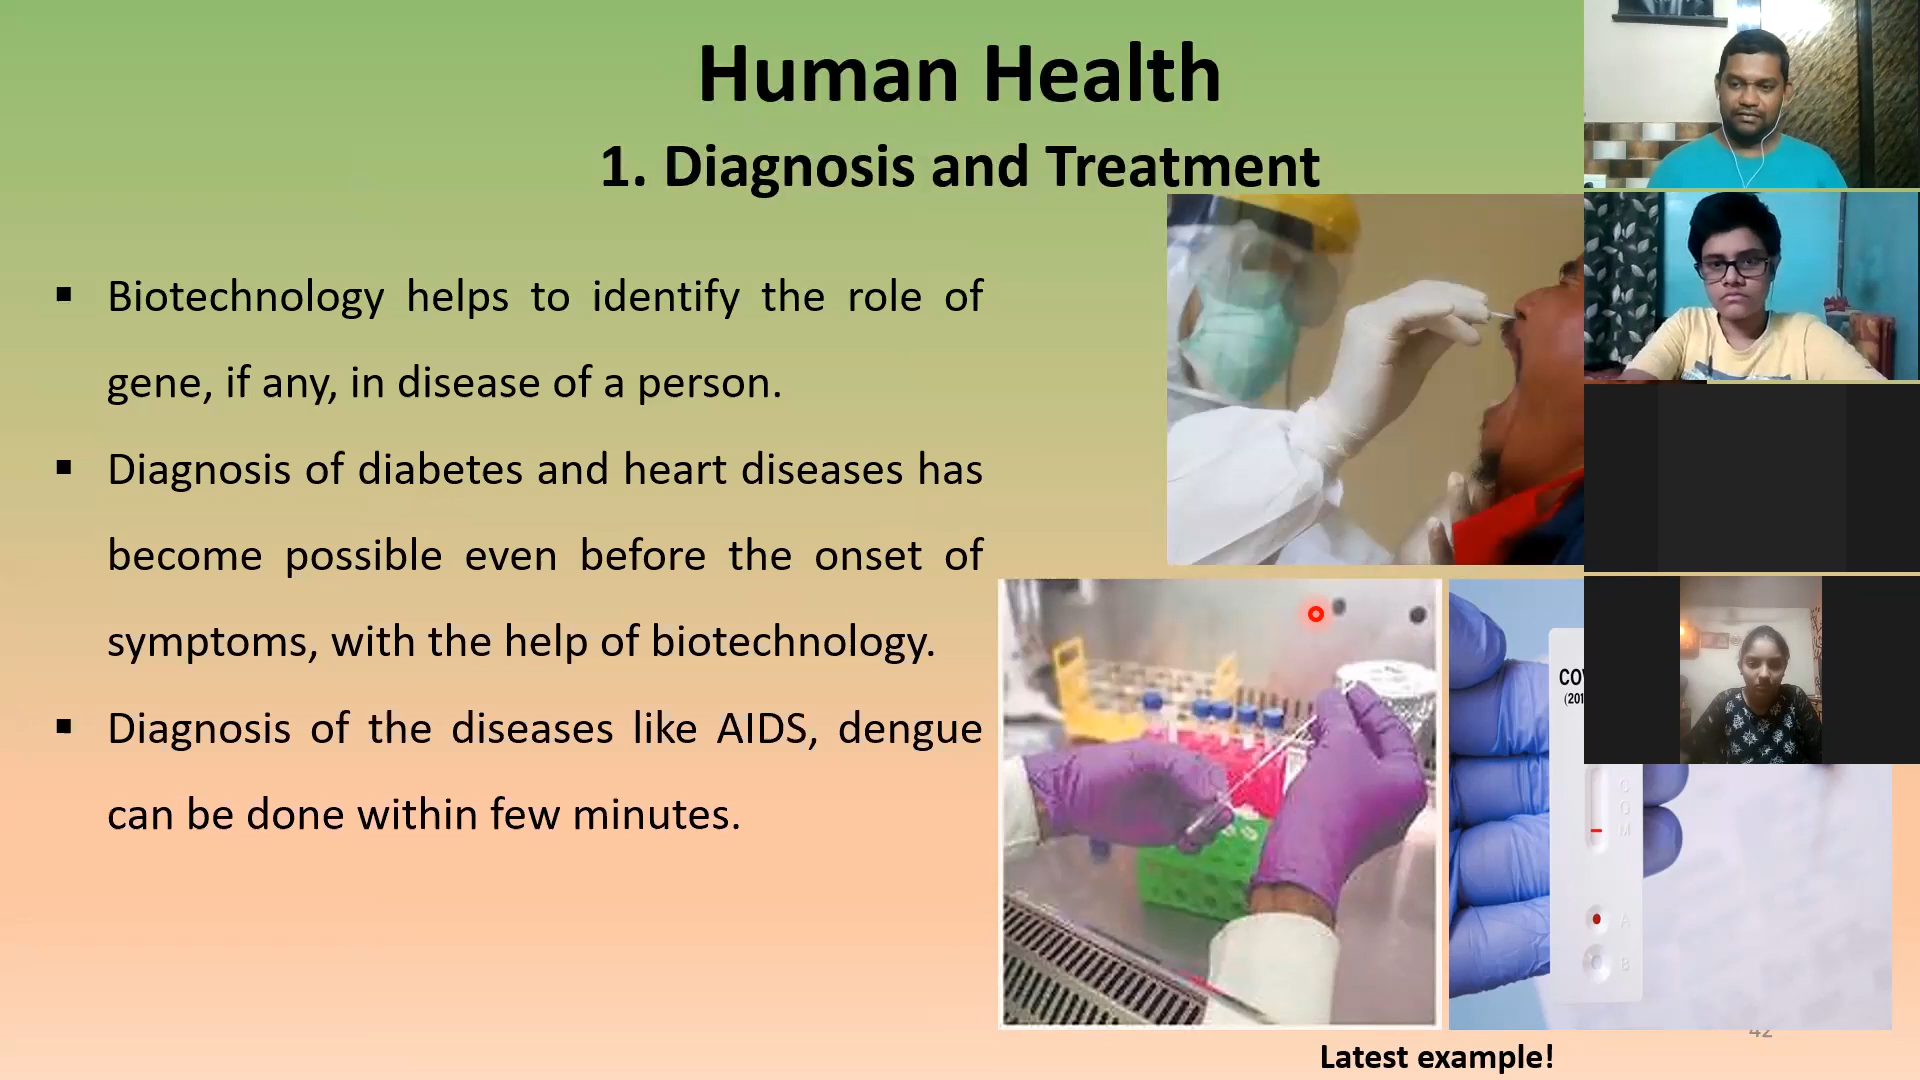 Human Health
1. Diagnosis and Treatment
▪ Biotechnology helps to identify the role of
gene, if any, in disease of a person.
▪ Diagnosis of diabetes and heart diseases has
become possible even before the onset of
symptoms, with the help of biotechnology.
▪ Diagnosis of the diseases like AIDS, dengue
can be done within few minutes.
C
G
M
A
B
42
Latest example!